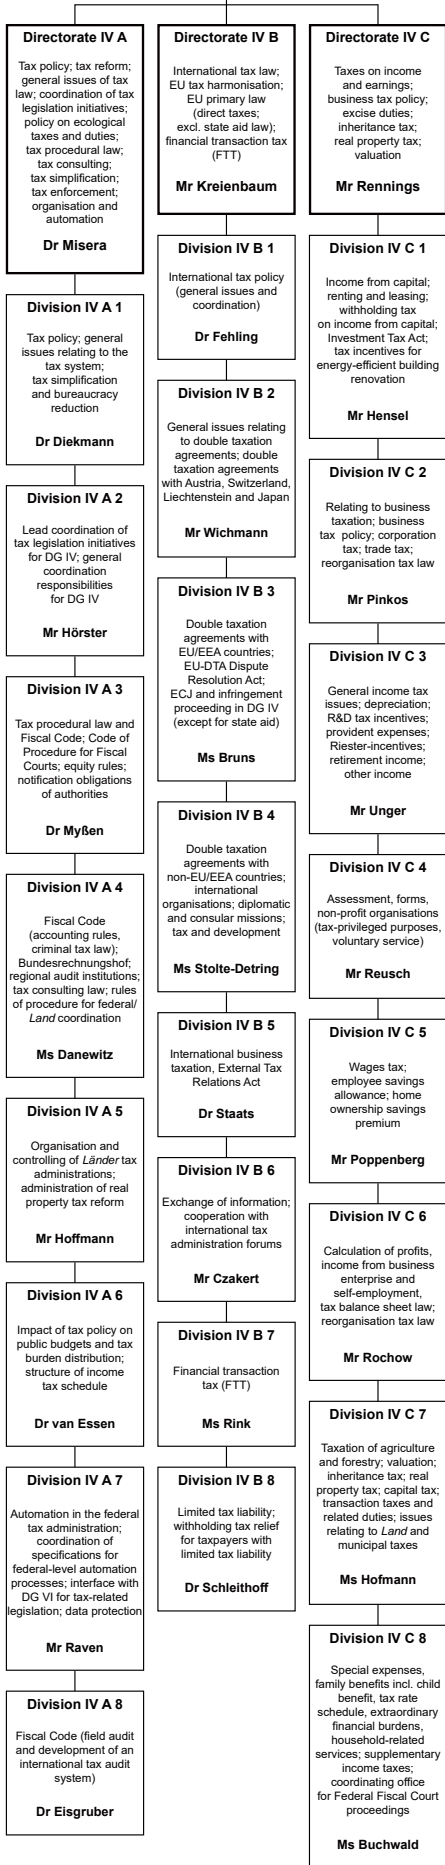 Directorate IV A
Tax policy; tax reform;
general issues of tax
law; coordination of tax
legislation initiatives;
policy on ecological
taxes and duties;
tax procedural law;
tax consulting;
tax simplification;
tax enforcement;
organisation and
automation
Dr Misera
Division IV A 1
Tax policy; general
issues relating to the
tax system;
tax simplification
and bureaucracy
reduction
Dr Diekmann
Division IV A 2
Lead coordination of
tax legislation initiatives
for DG IV; general
coordination
responsibilities
for DG IV
Mr Hörster
Division IV A 3
Tax procedural law and
Fiscal Code; Code of
Procedure for Fiscal
Courts; equity rules;
notification obligations
of authorities
Dr Myßen
Division IV A 4
Fiscal Code
(accounting rules,
criminal tax law);
Bundesrechnungshof;
regional audit institutions;
tax consulting law; rules
of procedure for federal/
Land coordination
Ms Danewitz
Division IV A 5
Organisation and
controlling of Länder tax
administrations;
administration of real
property tax reform
Mr Hoffmann
Division IV A 6
Impact of tax policy on
public budgets and tax
burden distribution;
structure of income
tax schedule
Dr van Essen
Division IV A 7
Automation in the federal
tax administration;
coordination of
specifications for
federal-level automation
processes; interface with
DG VI for tax-related
legislation; data protection
Mr Raven
Division IV A 8
Fiscal Code (field audit
and development of an
international tax audit
system)
Dr Eisgruber
Directorate IV B
International tax law;
EU tax harmonisation;
EU primary law
(direct taxes;
excl. state aid law);
financial transaction tax
(FTT)
Mr Kreienbaum
Division IV B 1
International tax policy
(general issues and
coordination)
Dr Fehling
Division IV B 2
General issues relating
to double taxation
agreements; double
taxation agreements
with Austria, Switzerland,
Liechtenstein and Japan
Mr Wichmann
Division IV B 3
Double taxation
agreements with
EU/EEA countries;
EU-DTA Dispute
Resolution Act;
ECJ and infringement
proceeding in DG IV
(except for state aid)
Ms Bruns
Division IV B 4
Double taxation
agreements with
non-EU/EEA countries;
international
organisations; diplomatic
and consular missions;
tax and development
Ms Stolte-Detring
Division IV B 5
International business
taxation, External Tax
Relations Act
Dr Staats
Division IV B 6
Exchange of information;
cooperation with
international tax
administration forums
Mr Czakert
Division IV B 7
Financial transaction
tax (FTT)
Ms Rink
Division IV B 8
Limited tax liability;
withholding tax relief
for taxpayers with
limited tax liability
Dr Schleithoff
Directorate IV C
Taxes on income
and earnings;
business tax policy;
excise duties;
inheritance tax;
real property tax;
valuation
Mr Rennings
Division IV C 1
Income from capital;
renting and leasing;
withholding tax
on income from capital;
Investment Tax Act;
tax incentives for
energy-efficient building
renovation
Mr Hensel
Division IV C 2
Relating to business
taxation; business
tax policy; corporation
tax; trade tax;
reorganisation tax law
Mr Pinkos
Division IV C 3
General income tax
issues; depreciation;
R&D tax incentives;
provident expenses;
Riester-incentives;
retirement income;
other income
Mr Unger
Division IV C 4
Assessment, forms,
non-profit organisations
(tax-privileged purposes,
voluntary service)
Mr Reusch
Division IV C 5
Wages tax;
employee savings
allowance; home
ownership savings
premium
Mr Poppenberg
Division IV C 6
Calculation of profits,
income from business
enterprise and
self-employment,
tax balance sheet law;
reorganisation tax law
Mr Rochow
Division IV C 7
Taxation of agriculture
and forestry; valuation;
inheritance tax; real
property tax; capital tax;
transaction taxes and
related duties; issues
relating to Land and
municipal taxes
Ms Hofmann
Division IV C 8
Special expenses,
family benefits incl. child
benefit, tax rate
schedule, extraordinary
financial burdens,
household-related
services; supplementary
income taxes;
coordinating office
for Federal Fiscal Court
proceedings
Ms Buchwald